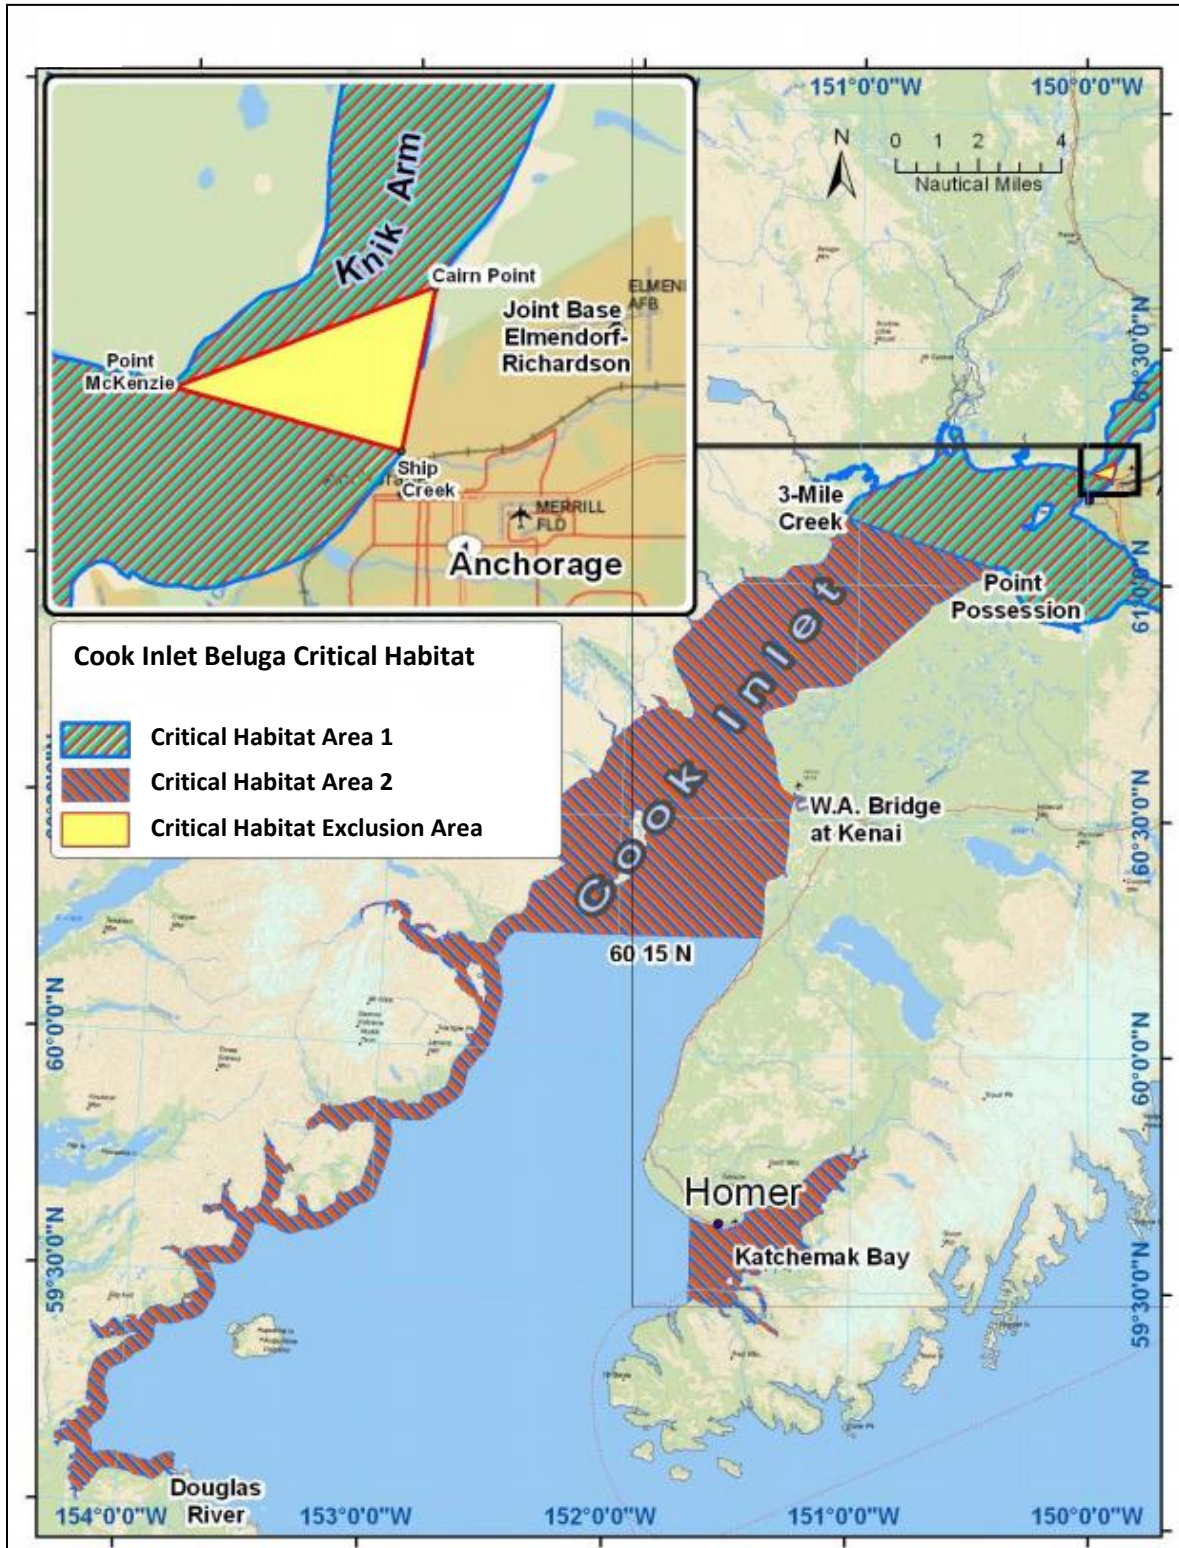 151°0'0"W
150°0'0"W
N
0 1 2 4
Nautical Miles
Knik Arm
Cairn Point
ELMEN
AFB
Joint Base
Elmendorf-
Richardson
Point
McKenzie
Ship
Creek
MERRILL
FLD
Anchorage
61°30'0"N
3-Mile
Creek
Point
Possession
61°0'0"N
Cook Inlet
Cook Inlet Beluga Critical Habitat
Critical Habitat Area 1
Critical Habitat Area 2
Critical Habitat Exclusion Area
W.A. Bridge
at Kenai
60°30'0"N
60 15 N
60°0'0"N
60°0'0"N
Homer
Katchemak Bay
59°30'0"N
59°30'0"N
Douglas
River
154°0'0"W
153°0'0"W
152°0'0"W
151°0'0"W
150°0'0"W